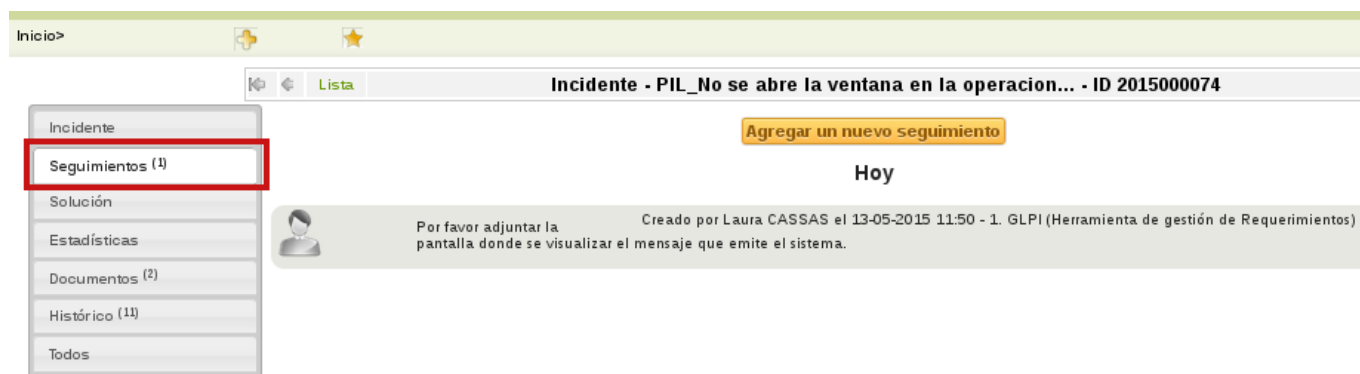 Inicio>
Lista
Incidente - PIL_No se abre la ventana en la operacion... - ID 2015000074
Incidente
Seguimientos (1)
Solución
Estadísticas
Documentos (2)
Histórico (11)
Todos
Agregar un nuevo seguimiento
Hoy
Creado por Laura CASSAS el 13-05-2015 11:50 - 1. GLPI (Herramienta de gestión de Requerimientos)
Por favor adjuntar la
pantalla donde se visualizar el mensaje que emite el sistema.